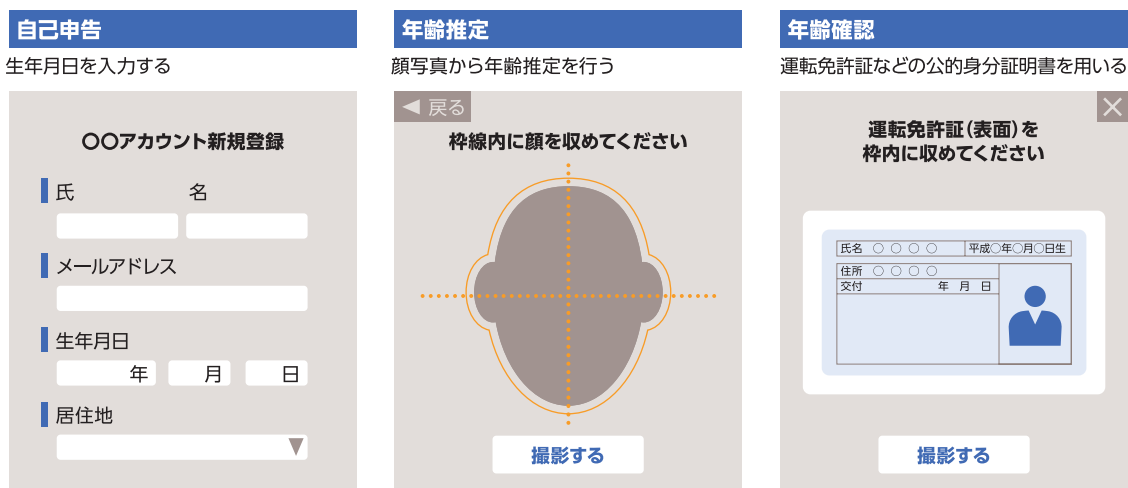 自己申告
生年月日を入力する
〇〇アカウント新規登録
氏 名
メールアドレス
生年月日
年 月 日
居住地
▼
年齢推定
顔写真から年齢推定を行う
◀ 戻る
枠線内に顔を収めてください
撮影する
年齢確認
運転免許証などの公的身分証明書を用いる
×
運転免許証（表面）を
枠内に収めてください
氏名 〇 〇 〇 〇 平成〇年〇月〇日生
住所 〇 〇 〇 〇
交付 年 月 日
撮影する